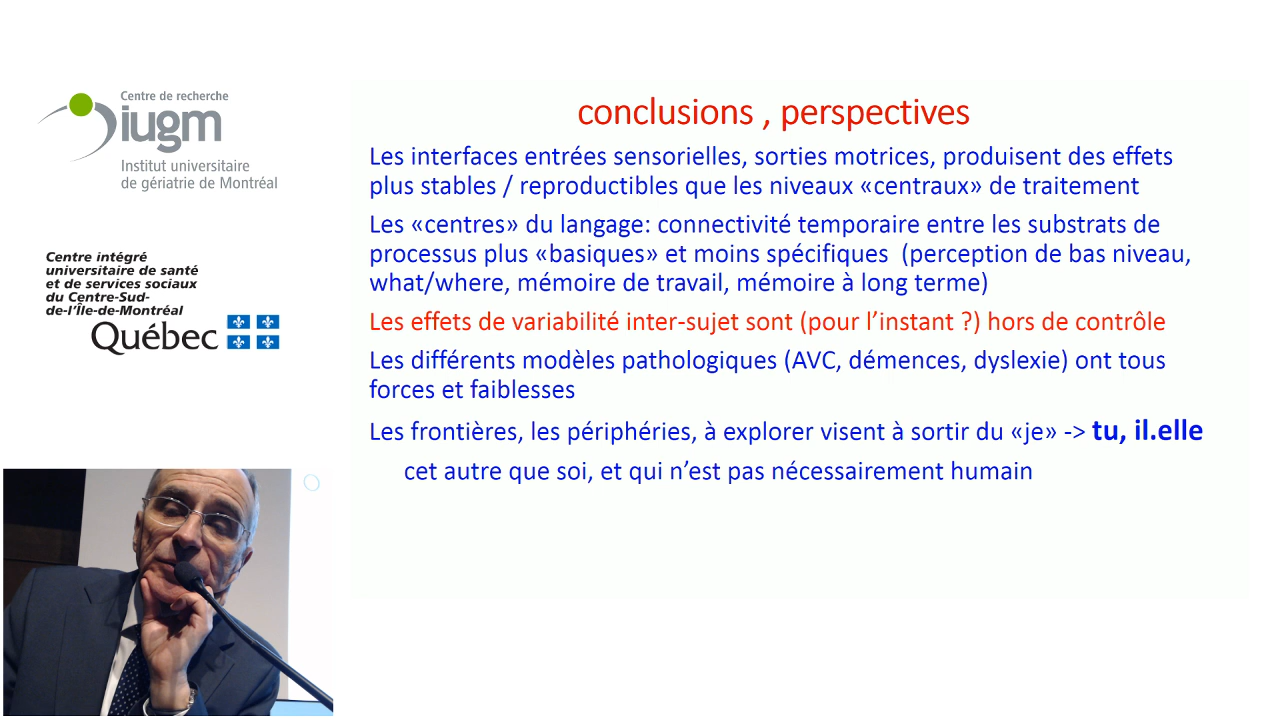 Centre de recherche
iugm
Institut universitaire
de gériatrie de Montréal
Centre intégré
universitaire de santé
et de services sociaux
du Centre-Sud-
de-l'Île-de-Montréal
Québec
conclusions , perspectives
Les interfaces entrées sensorielles, sorties motrices, produisent des effets
plus stables / reproductibles que les niveaux «centraux» de traitement
Les «centres» du langage: connectivité temporaire entre les substrats de
processus plus «basiques» et moins spécifiques (perception de bas niveau,
what/where, mémoire de travail, mémoire à long terme)
Les effets de variabilité inter-sujet sont (pour l’instant ?) hors de contrôle
Les différents modèles pathologiques (AVC, démences, dyslexie) ont tous
forces et faiblesses
Les frontières, les périphéries, à explorer visent à sortir du «je» -> tu, il.elle
cet autre que soi, et qui n’est pas nécessairement humain